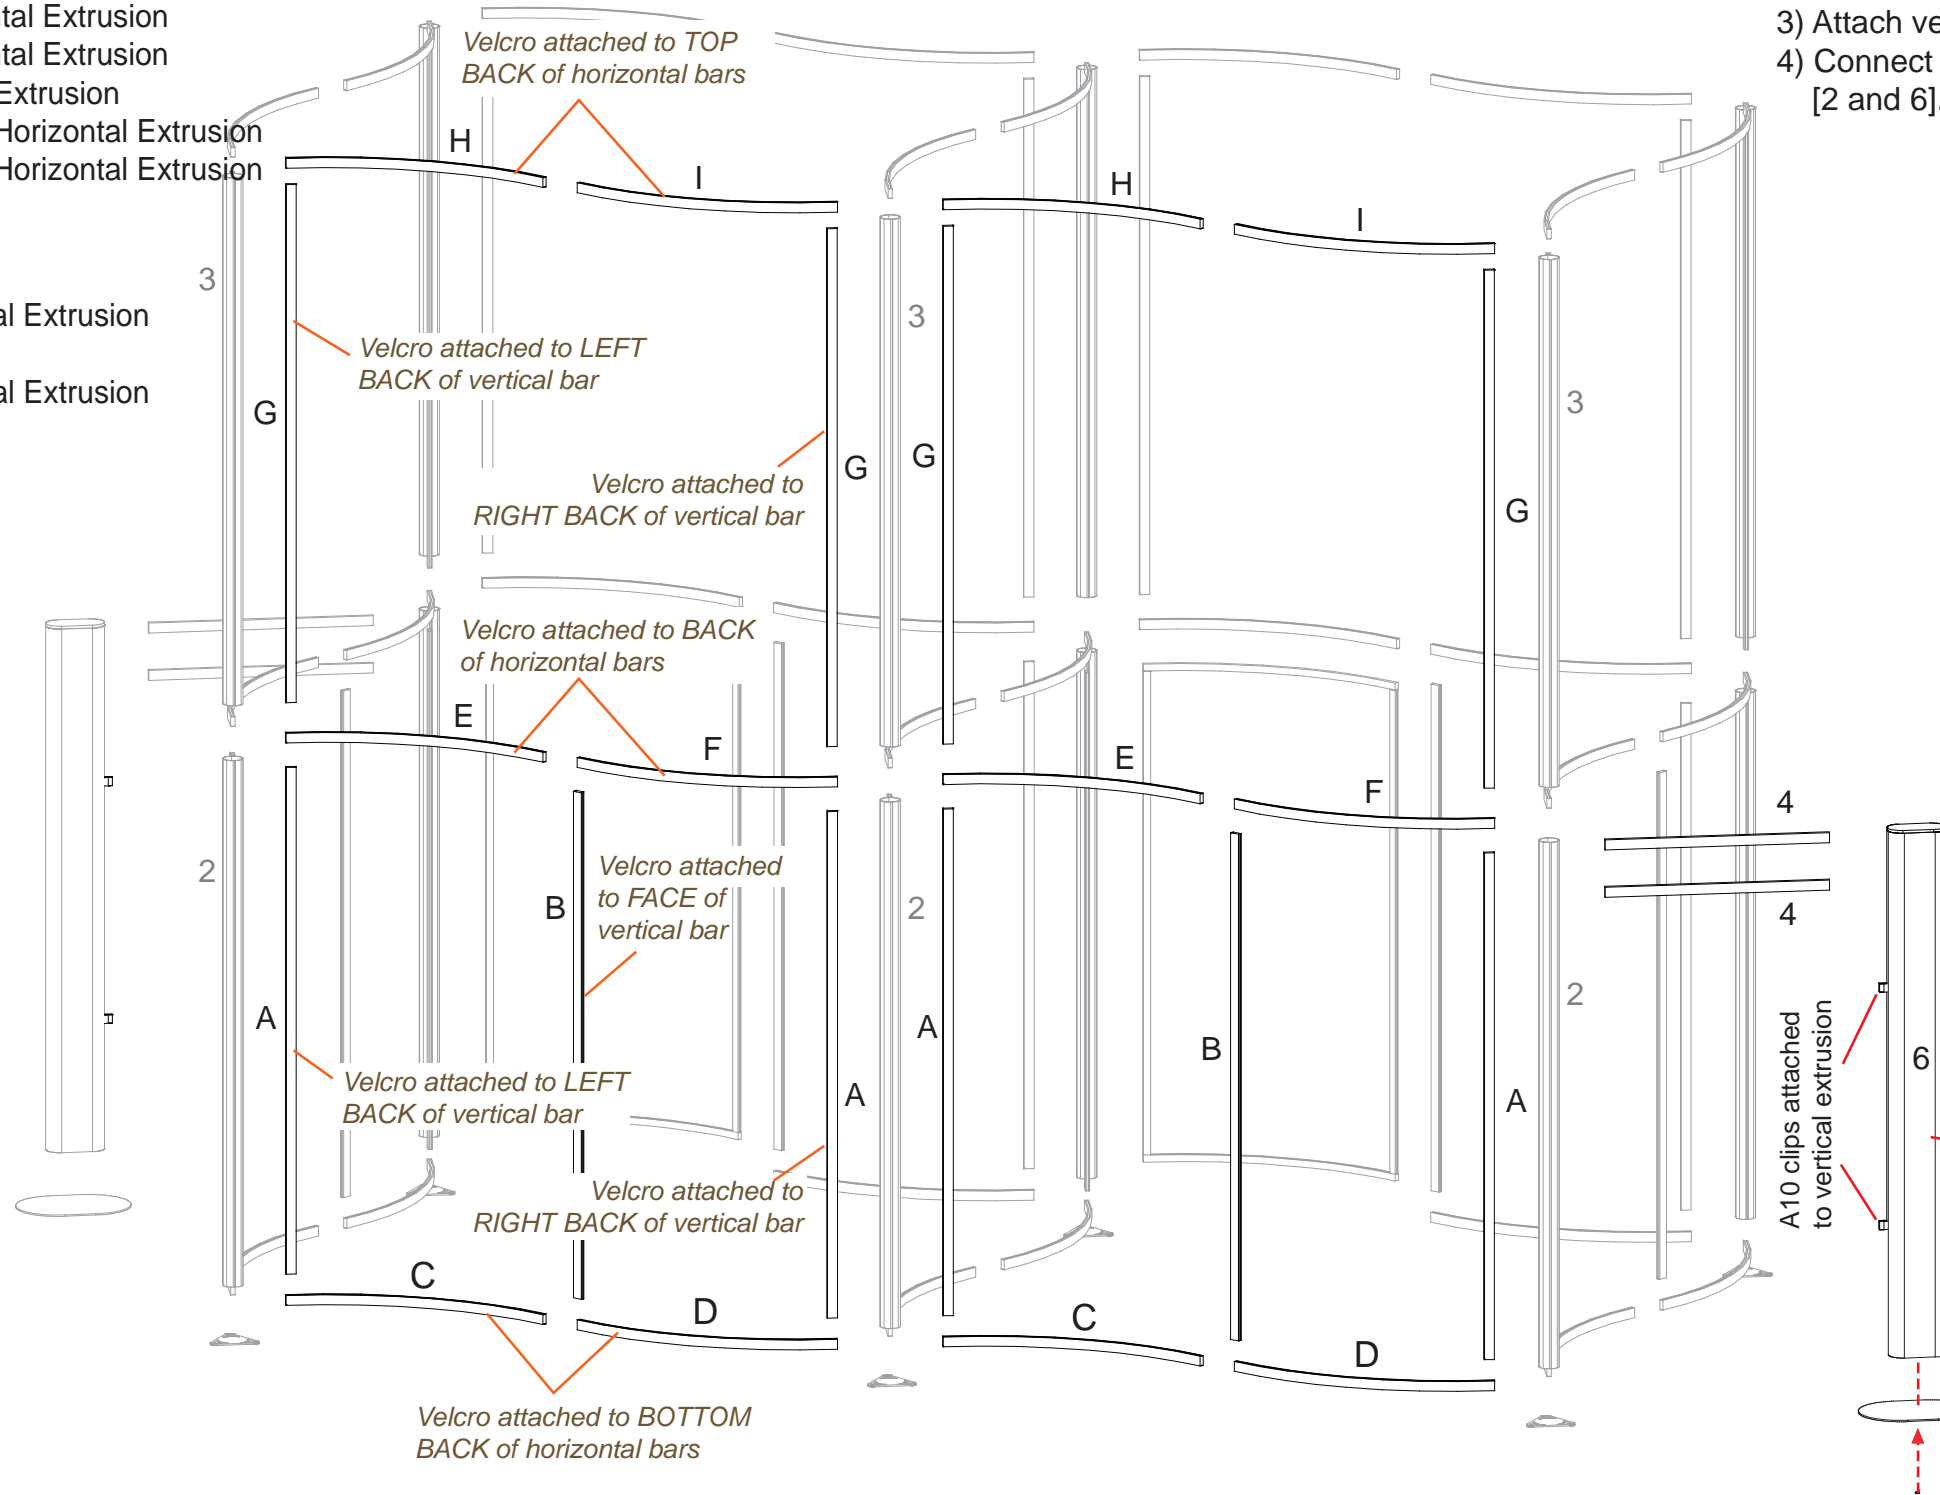 ntal Extrusion
ntal Extrusion
Extrusion
Horizontal Extrusion
Horizontal Extrusion
al Extrusion
al Extrusion
3) Attach ve
4) Connect
[2 and 6].
Velcro attached to TOP
BACK of horizontal bars
H
I
H
I
3
3
3
Velcro attached to LEFT
BACK of vertical bar
G
G
G
G
Velcro attached to
RIGHT BACK of vertical bar
Velcro attached to BACK
of horizontal bars
E
F
E
F
4
4
2
2
2
Velcro attached
to FACE of
vertical bar
B
B
A
A
A
A
Velcro attached to LEFT
BACK of vertical bar
Velcro attached to
RIGHT BACK of vertical bar
A10 clips attached
to vertical extrusion
6
C
D
C
D
Velcro attached to BOTTOM
BACK of horizontal bars